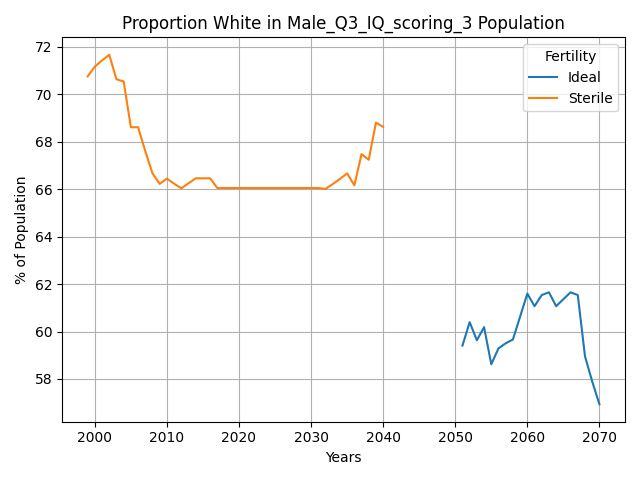 Proportion White in Male_Q3_IQ_scoring_3 Population
% of Population
72
70
68
66
64
62
60
58
Fertility
Ideal
Sterile
2000 2010 2020 2030 2040 2050 2060 2070
Years